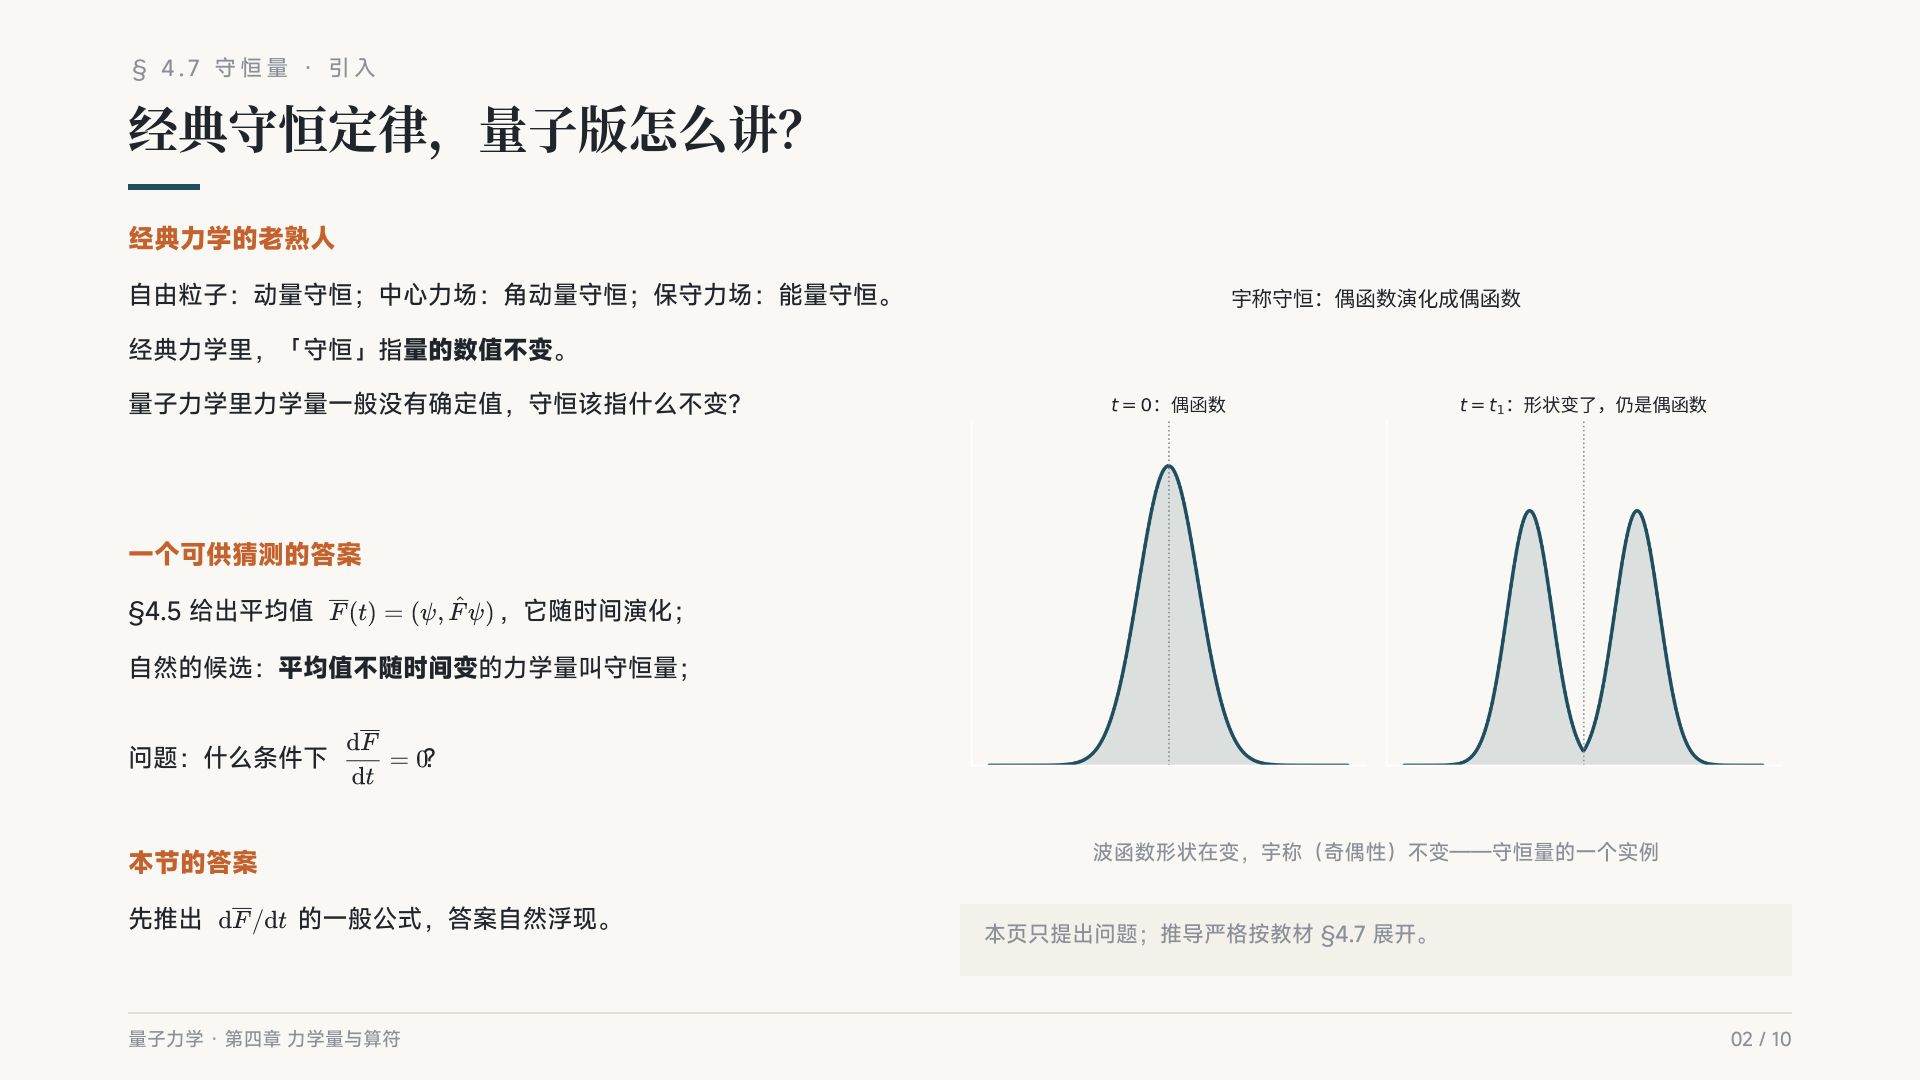 § 4.7 守恒量 · 引入
经典守恒定律，量子版怎么讲？
经典力学的老熟人
自由粒子：动量守恒；中心力场：角动量守恒；保守力场：能量守恒。
经典力学里，「守恒」指量的数值不变。
量子力学里力学量一般没有确定值，守恒该指什么不变？
一个可供猜测的答案
§4.5 给出平均值 $\overline{F}(t) = (\psi, \hat{F}\psi)$，它随时间演化；
自然的候选：平均值不随时间变的力学量叫守恒量；
问题：什么条件下 $\dfrac{\mathrm{d}\overline{F}}{\mathrm{d}t} = 0$？
本节的答案
先推出 $\mathrm{d}\overline{F}/\mathrm{d}t$ 的一般公式，答案自然浮现。
宇称守恒：偶函数演化成偶函数
$t = 0$：偶函数
$t = t_1$：形状变了，仍是偶函数
波函数形状在变，宇称（奇偶性）不变——守恒量的一个实例
本页只提出问题；推导严格按教材 §4.7 展开。
量子力学 · 第四章 力学量与算符
02 / 10